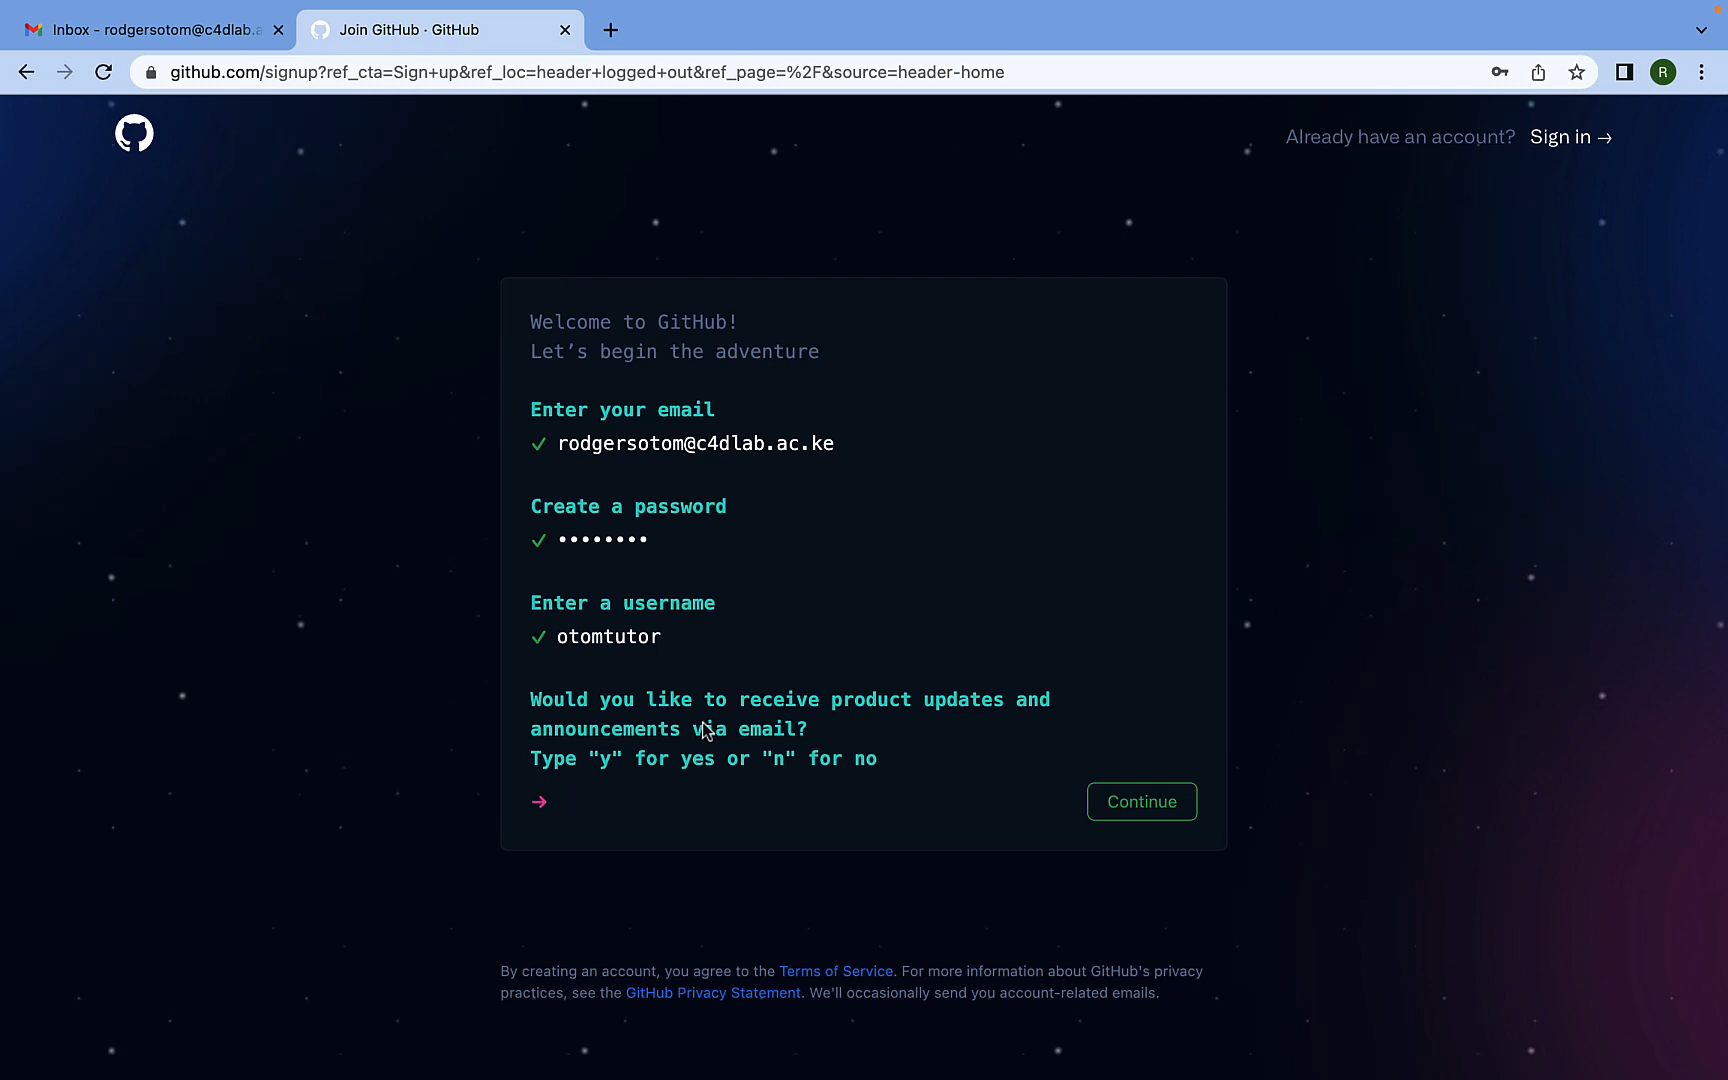 Inbox - rodgersotom@c4dlab.a
Join GitHub · GitHub
github.com/signup?ref_cta=Sign+up&ref_loc=header+logged+out&ref_page=%2F&source=header-home
R
Already have an account? Sign in →
Welcome to GitHub!
Let’s begin the adventure
Enter your email
✓ rodgersotom@c4dlab.ac.ke
Create a password
✓ ••••••••
Enter a username
✓ otomtutor
Would you like to receive product updates and
announcements via email?
Type "y" for yes or "n" for no
→
Continue
By creating an account, you agree to the Terms of Service. For more information about GitHub's privacy
practices, see the GitHub Privacy Statement. We'll occasionally send you account-related emails.